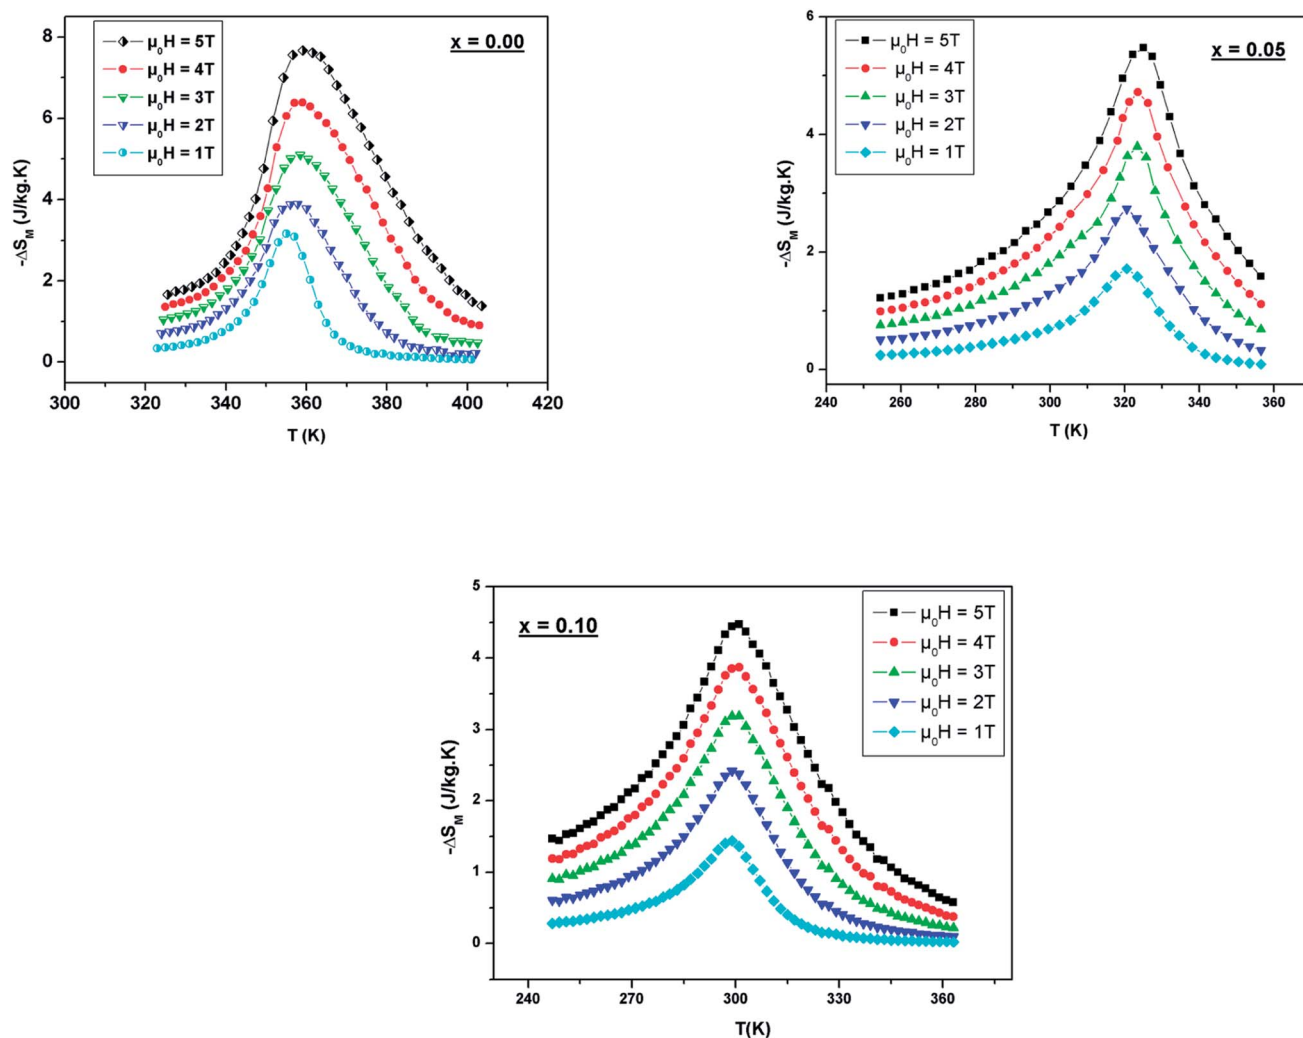 x = 0.00
μ₀H = 5T
μ₀H = 4T
μ₀H = 3T
μ₀H = 2T
μ₀H = 1T
-ΔS_M (J/kg.K)
8
6
4
2
0
300 320 340 360 380 400 420
T (K)
x = 0.05
μ₀H = 5T
μ₀H = 4T
μ₀H = 3T
μ₀H = 2T
μ₀H = 1T
-ΔS_M (J/kg.K)
6
4
2
0
240 260 280 300 320 340 360
T (K)
x = 0.10
μ₀H = 5T
μ₀H = 4T
μ₀H = 3T
μ₀H = 2T
μ₀H = 1T
-ΔS_M (J/kg.K)
5
4
3
2
1
0
240 270 300 330 360
T(K)